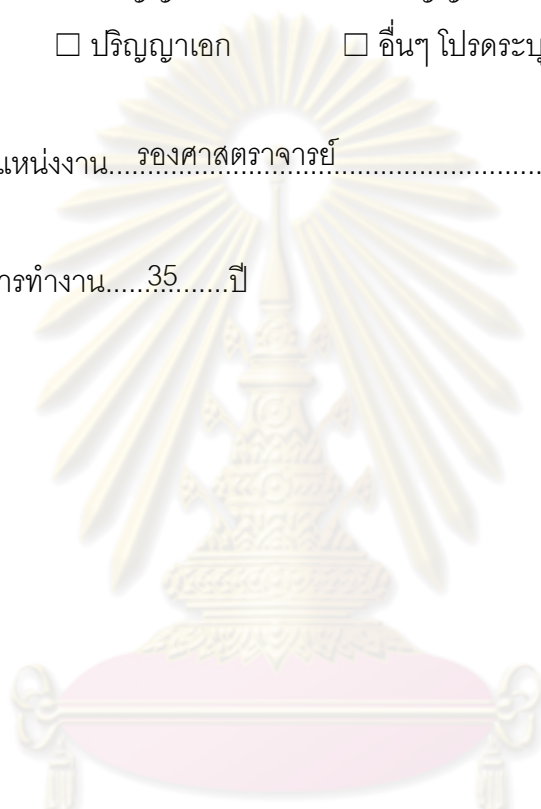 ☐ ปริญญาเอก ☐ อื่นๆ โปรดระบุ
แหน่งงาน....รองศาสตราจารย์....................................
ารทำงาน.....35.......ปี